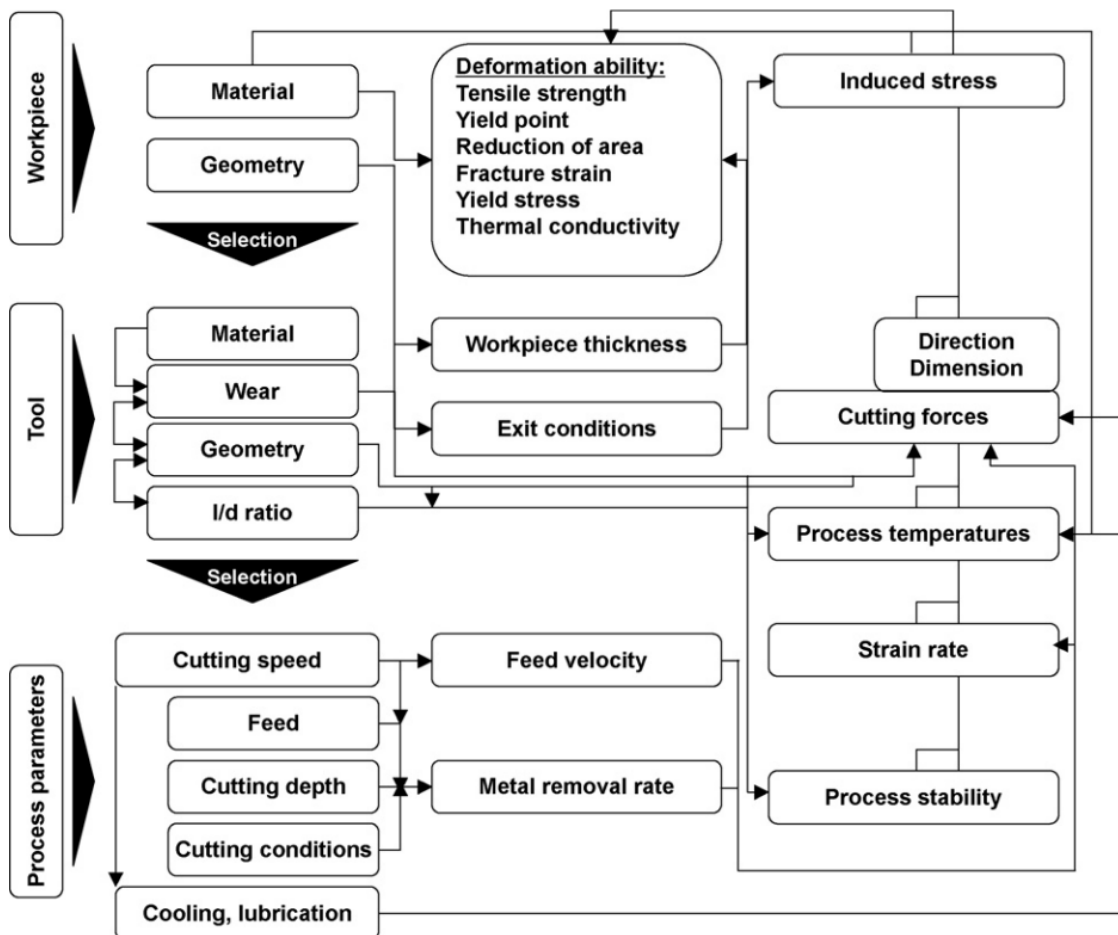 Workpiece
Material
Geometry
Selection
Deformation ability:
Tensile strength
Yield point
Reduction of area
Fracture strain
Yield stress
Thermal conductivity
Induced stress
Tool
Material
Wear
Geometry
l/d ratio
Selection
Workpiece thickness
Exit conditions
Direction
Dimension
Cutting forces
Process temperatures
Strain rate
Process stability
Process parameters
Cutting speed
Feed
Cutting depth
Cutting conditions
Cooling, lubrication
Feed velocity
Metal removal rate